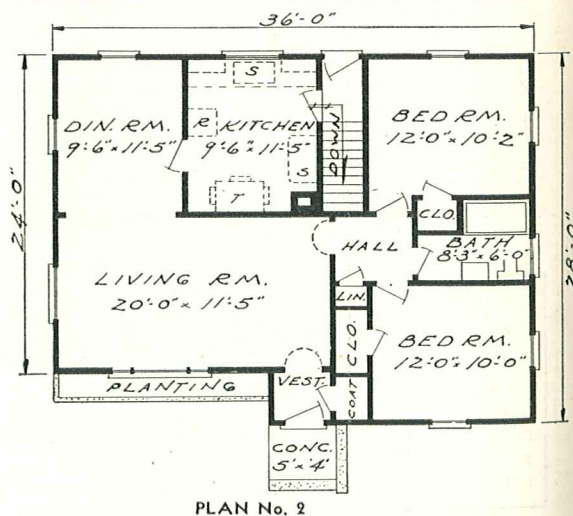 36'-0"
S
DIN. RM.
9'-6" x 11'-5"
R
KITCHEN
9'-6" x 11'-5"
S
T
DOWN
BED RM.
12'-0" x 10'-2"
24'-0"
28'-0"
CLO.
HALL
BATH
8'-3" x 6'-0"
LIVING RM.
20'-0" x 11'-5"
LIN.
CLO.
BED RM.
12'-0" x 10'-0"
PLANTING
VEST.
COAT
CONC.
5' x 4'
PLAN No. 2